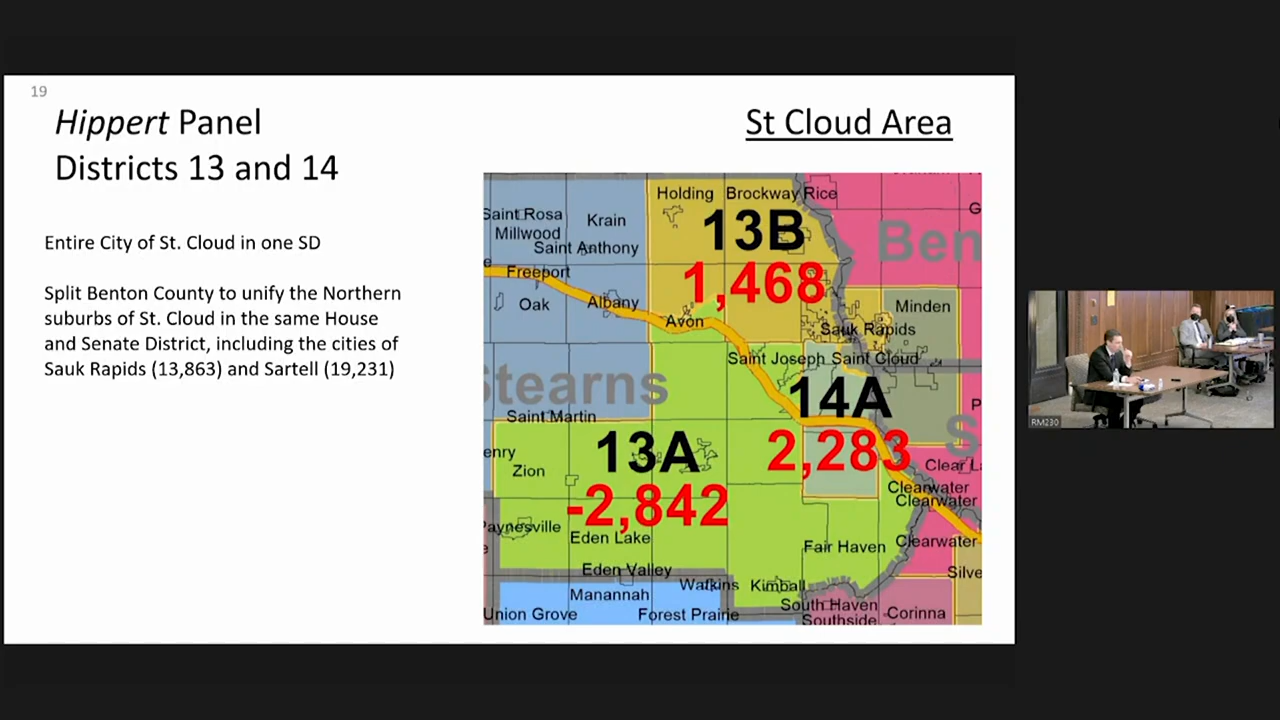 19
Hippert Panel
Districts 13 and 14
St Cloud Area
Entire City of St. Cloud in one SD
Split Benton County to unify the Northern
suburbs of St. Cloud in the same House
and Senate District, including the cities of
Sauk Rapids (13,863) and Sartell (19,231)
Holding Brockway Rice
Saint Rosa
Krain
13B
Millwood
Ben
Saint Anthony
Freeport
1,468
Oak
Albany
Minden
Avon
Sauk Rapids
Saint Joseph Saint Cloud
Stearns
14A
Saint Martin
2,283
13A
Zion
Clearwater
-2,842
Clearwater
Paynesville
Eden Lake
Fair Haven
Clearwater
Eden Valley
Watkins
Kimball
Manannah
South Haven
Union Grove
Forest Prairie
Southside
Corinna
RM230